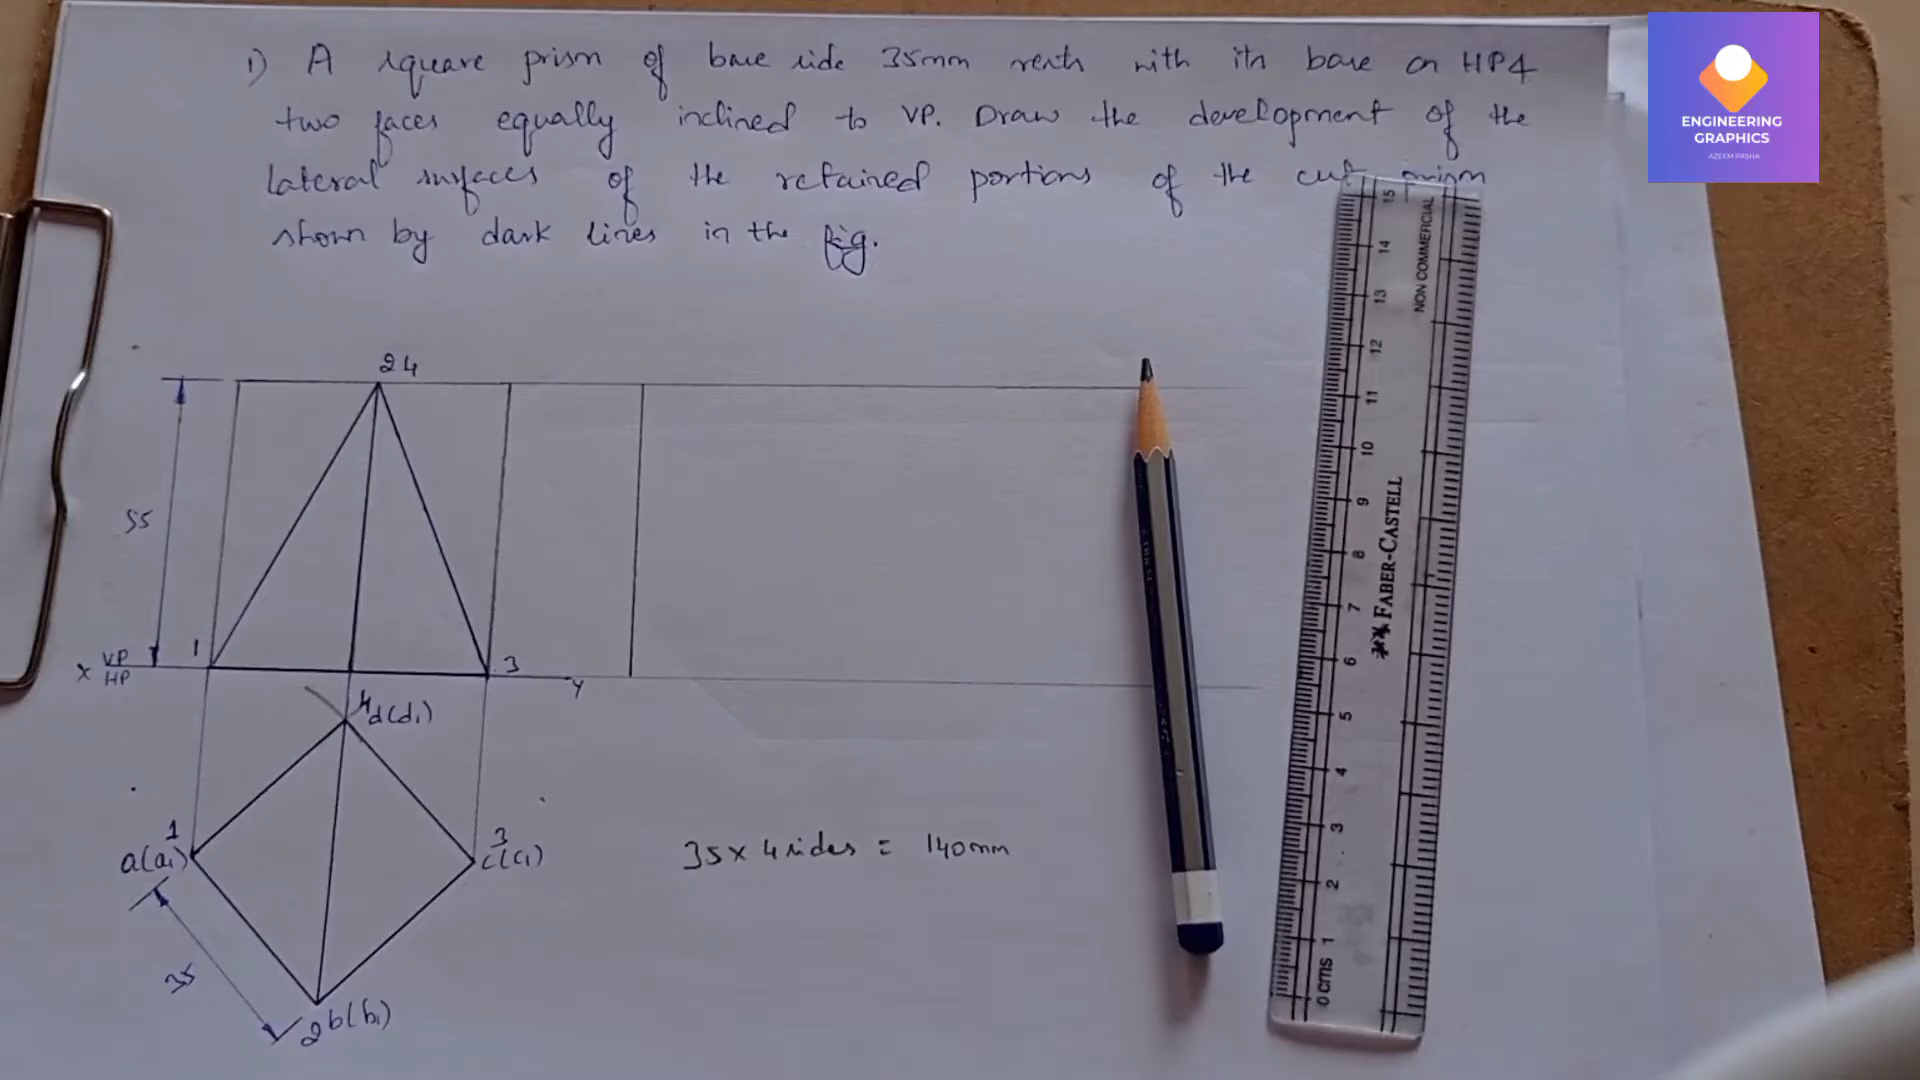 1) A square prism of base side 35mm rests with its base on HP &
two faces equally inclined to VP. Draw the development of the
lateral surfaces of the retained portions of the cut prism
shown by dark lines in the fig.
ENGINEERING
GRAPHICS
AZEEM PASHA
2 4
55
1
3
X VP
HP
Y
4 d(d1)
1
a(a1)
3
c(c1)
35 x 4 sides = 140mm
35
2 b(b1)
NON COMMERCIAL
FABER-CASTELL
15
14
13
12
11
10
9
8
7
6
5
4
3
2
1
0 cms